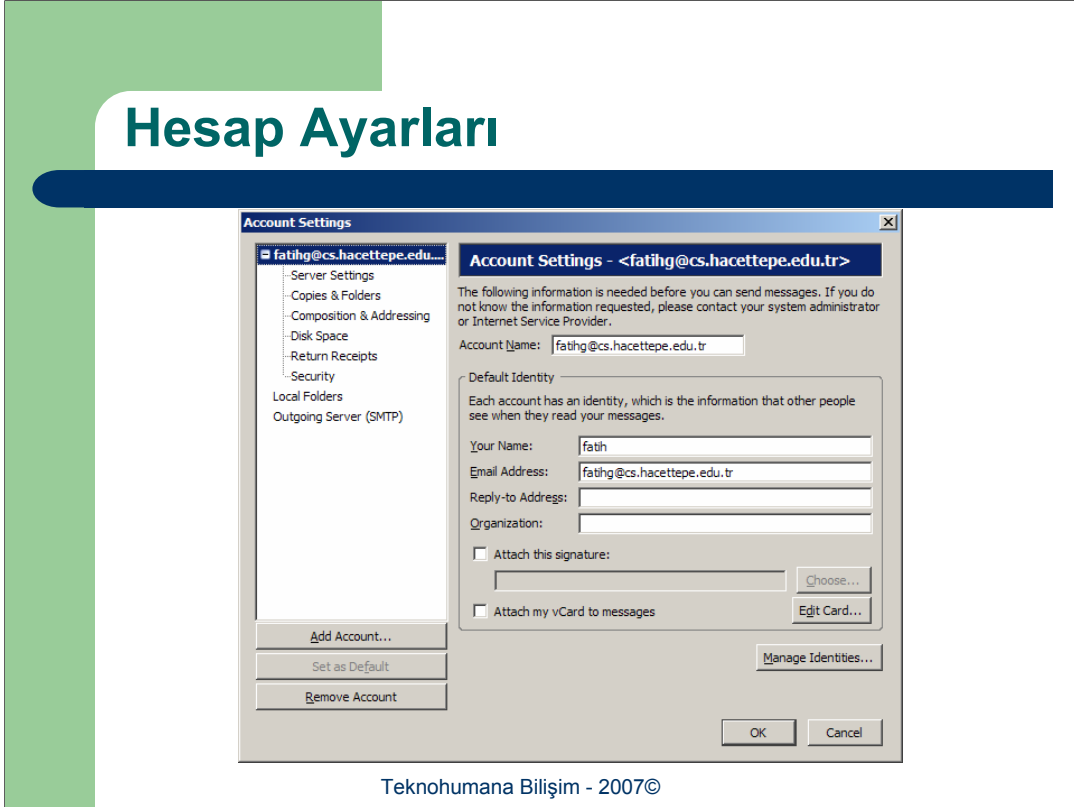 Hesap Ayarları
Account Settings
fatihg@cs.hacettepe.edu....
Server Settings
Copies & Folders
Composition & Addressing
Disk Space
Return Receipts
Security
Local Folders
Outgoing Server (SMTP)
Add Account...
Set as Default
Remove Account
Account Settings - <fatihg@cs.hacettepe.edu.tr>
The following information is needed before you can send messages. If you do
not know the information requested, please contact your system administrator
or Internet Service Provider.
Account Name: fatihg@cs.hacettepe.edu.tr
Default Identity
Each account has an identity, which is the information that other people
see when they read your messages.
Your Name: fatih
Email Address: fatihg@cs.hacettepe.edu.tr
Reply-to Address:
Organization:
Attach this signature:
Choose...
Attach my vCard to messages
Edit Card...
Manage Identities...
OK Cancel
Teknohumana Bilişim - 2007©